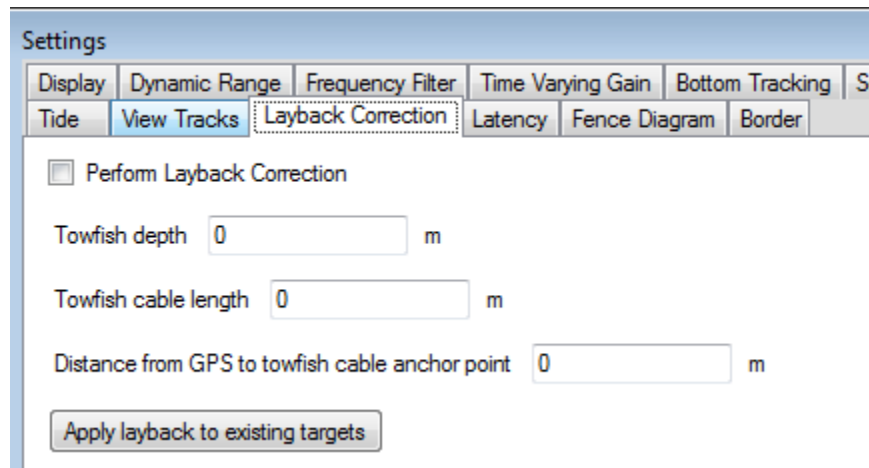 Settings
Display Dynamic Range Frequency Filter Time Varying Gain Bottom Tracking
Tide View Tracks Layback Correction Latency Fence Diagram Border
Perform Layback Correction
Towfish depth 0 m
Towfish cable length 0 m
Distance from GPS to towfish cable anchor point 0 m
Apply layback to existing targets